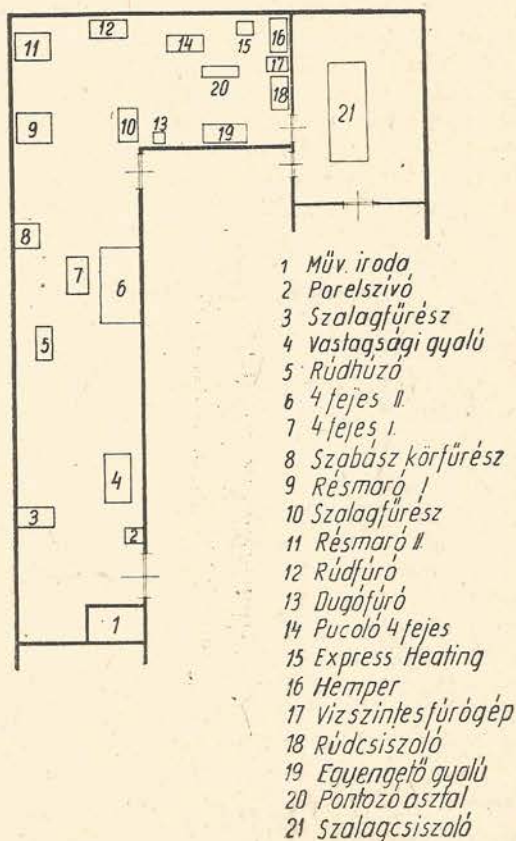 12
11
14
15
16
17
20
18
21
9
10
13
19
8
7
6
5
4
3
2
1
1 Műv. iroda
2 Porelszívó
3 Szalagfűrész
4 Vastagsági gyalú
5 Rúdhúzó
6 4 fejes II.
7 4 fejes I.
8 Szabász körfűrész
9 Résmaró I
10 Szalagfűrész
11 Résmaró II.
12 Rúdfúró
13 Dugófúró
14 Pucoló 4 fejes
15 Express Heating
16 Hemper
17 Vizszintes fúrógép
18 Rúdcsiszoló
19 Egyengető gyalú
20 Pontozó asztal
21 Szalagcsiszoló